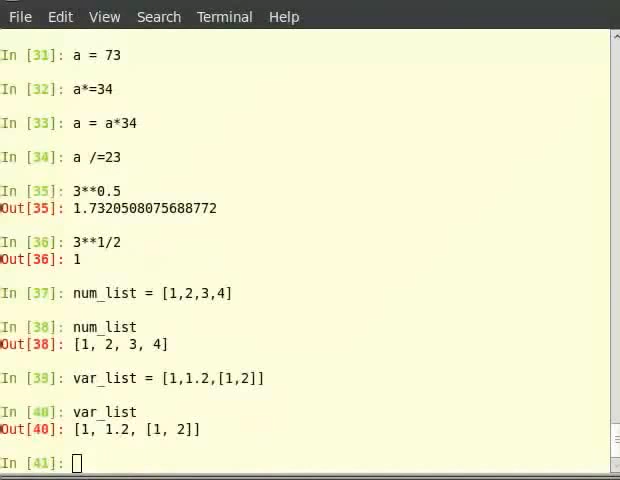 File Edit View Search Terminal Help
In [31]: a = 73
In [32]: a*=34
In [33]: a = a*34
In [34]: a /=23
In [35]: 3**0.5
Out[35]: 1.7320508075688772
In [36]: 3**1/2
Out[36]: 1
In [37]: num_list = [1,2,3,4]
In [38]: num_list
Out[38]: [1, 2, 3, 4]
In [39]: var_list = [1,1.2,[1,2]]
In [40]: var_list
Out[40]: [1, 1.2, [1, 2]]
In [41]: